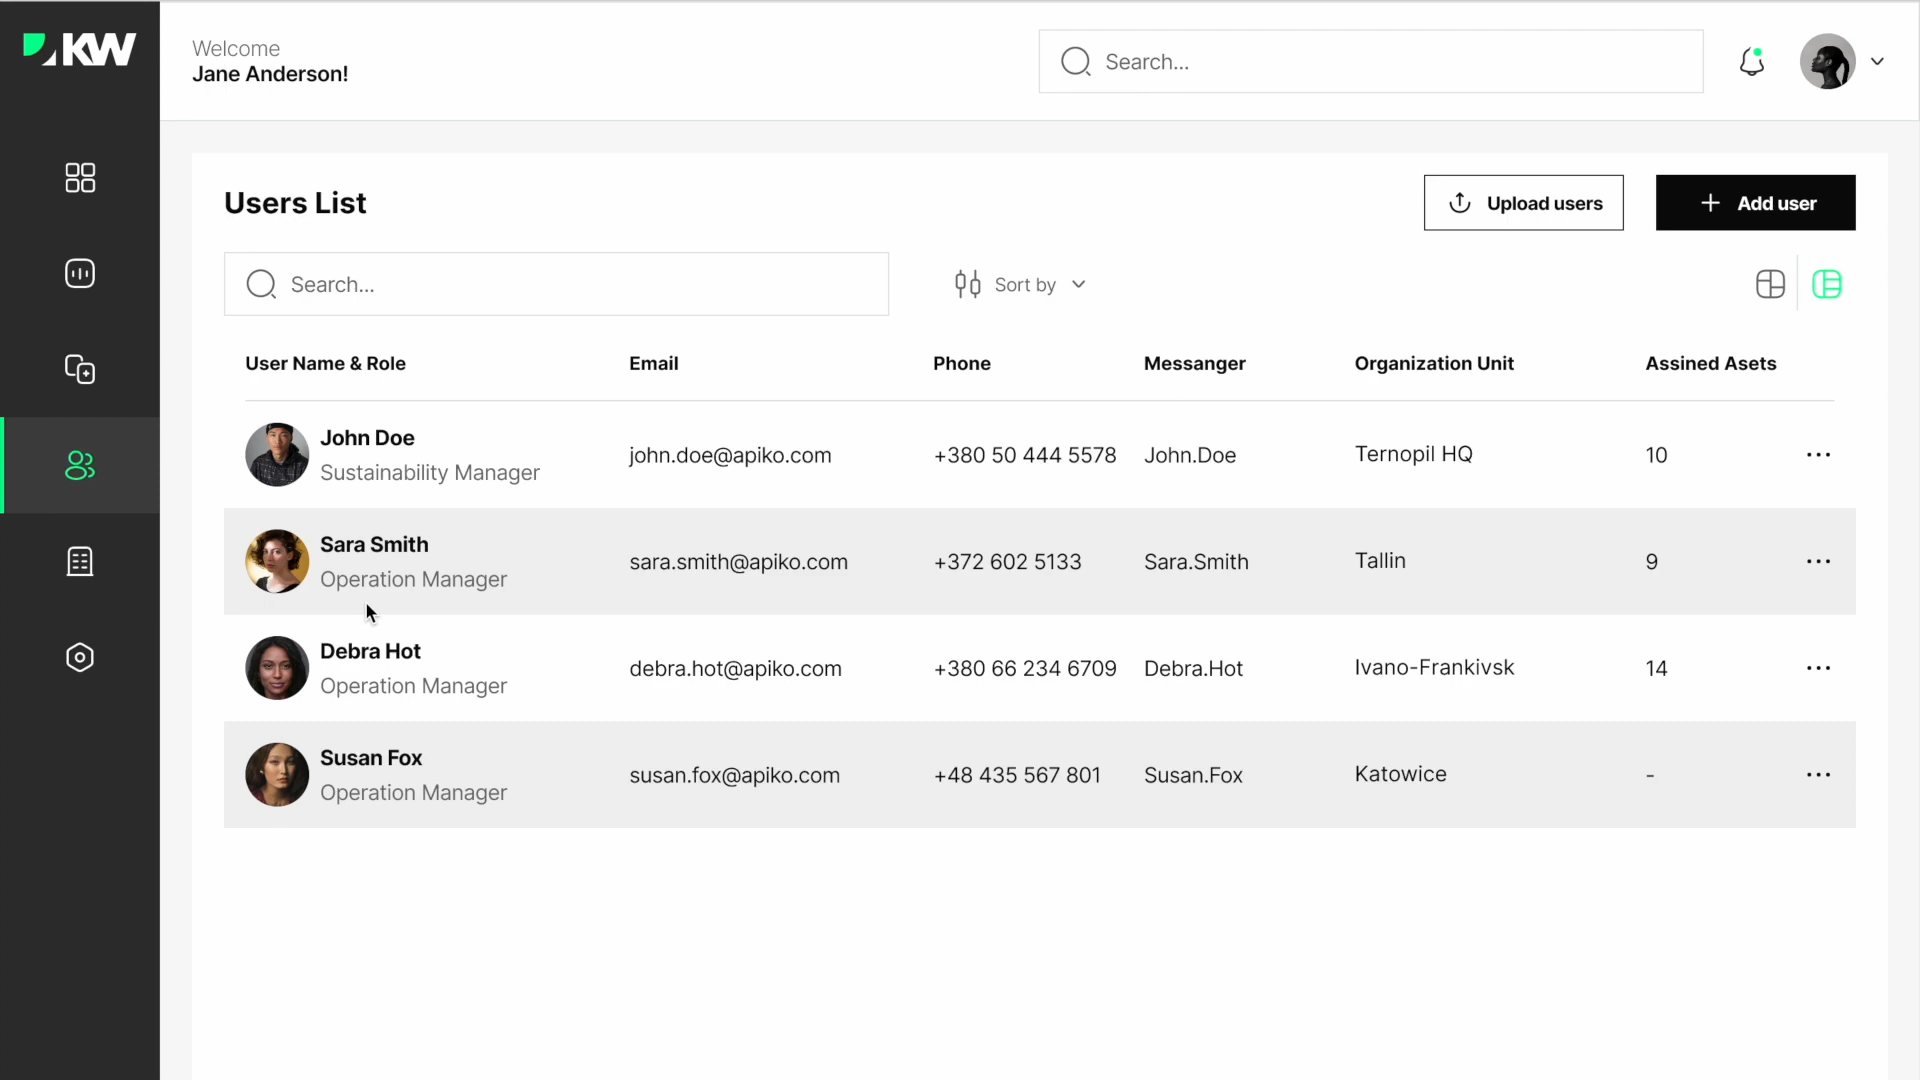 KW
Welcome
Jane Anderson!
Search...
Users List
Upload users
Add user
Search...
Sort by
User Name & Role Email Phone Messanger Organization Unit Assined Asets
John Doe
Sustainability Manager
john.doe@apiko.com +380 50 444 5578 John.Doe Ternopil HQ 10
Sara Smith
Operation Manager
sara.smith@apiko.com +372 602 5133 Sara.Smith Tallin 9
Debra Hot
Operation Manager
debra.hot@apiko.com +380 66 234 6709 Debra.Hot Ivano-Frankivsk 14
Susan Fox
Operation Manager
susan.fox@apiko.com +48 435 567 801 Susan.Fox Katowice -